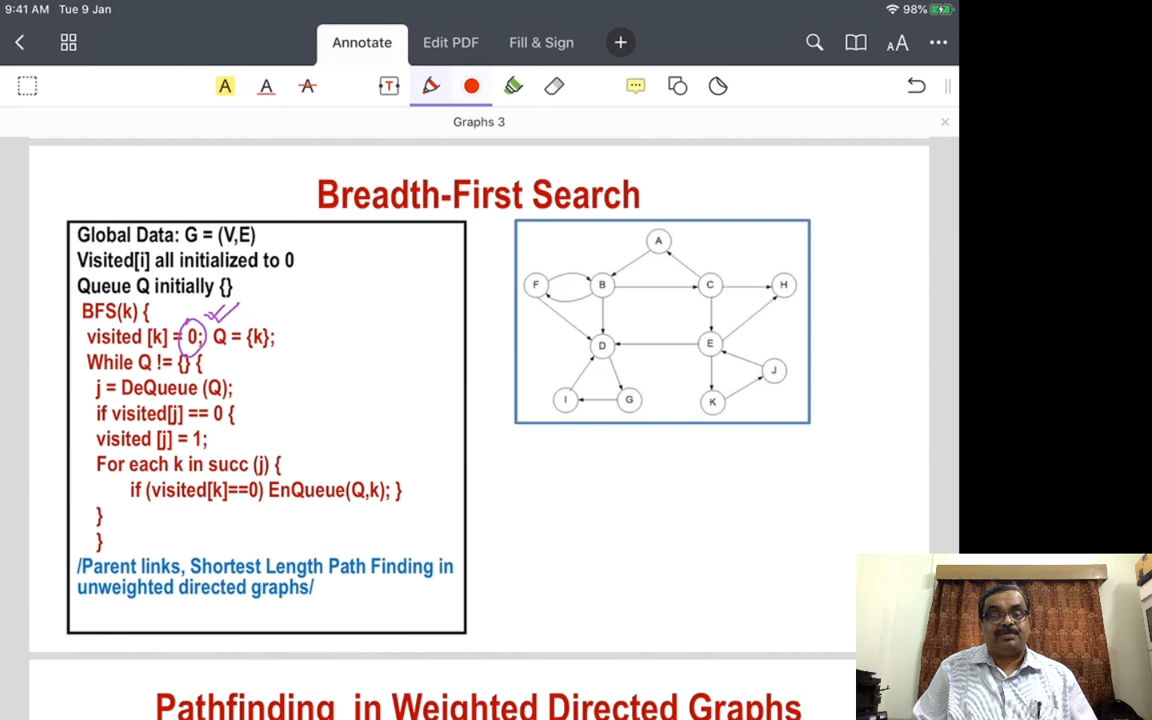 9:41 AM Tue 9 Jan 98%
Annotate Edit PDF Fill & Sign
AA
A A A T
Graphs 3
Breadth-First Search
Global Data: G = (V,E)
Visited[i] all initialized to 0
Queue Q initially {}
BFS(k) {
visited [k] = 0; Q = {k};
While Q != {} {
j = DeQueue (Q);
if visited[j] == 0 {
visited [j] = 1;
For each k in succ (j) {
if (visited[k]==0) EnQueue(Q,k); }
}
}
/Parent links, Shortest Length Path Finding in
unweighted directed graphs/
A
F B C H
D E
J
I G K
Pathfinding in Weighted Directed Graphs